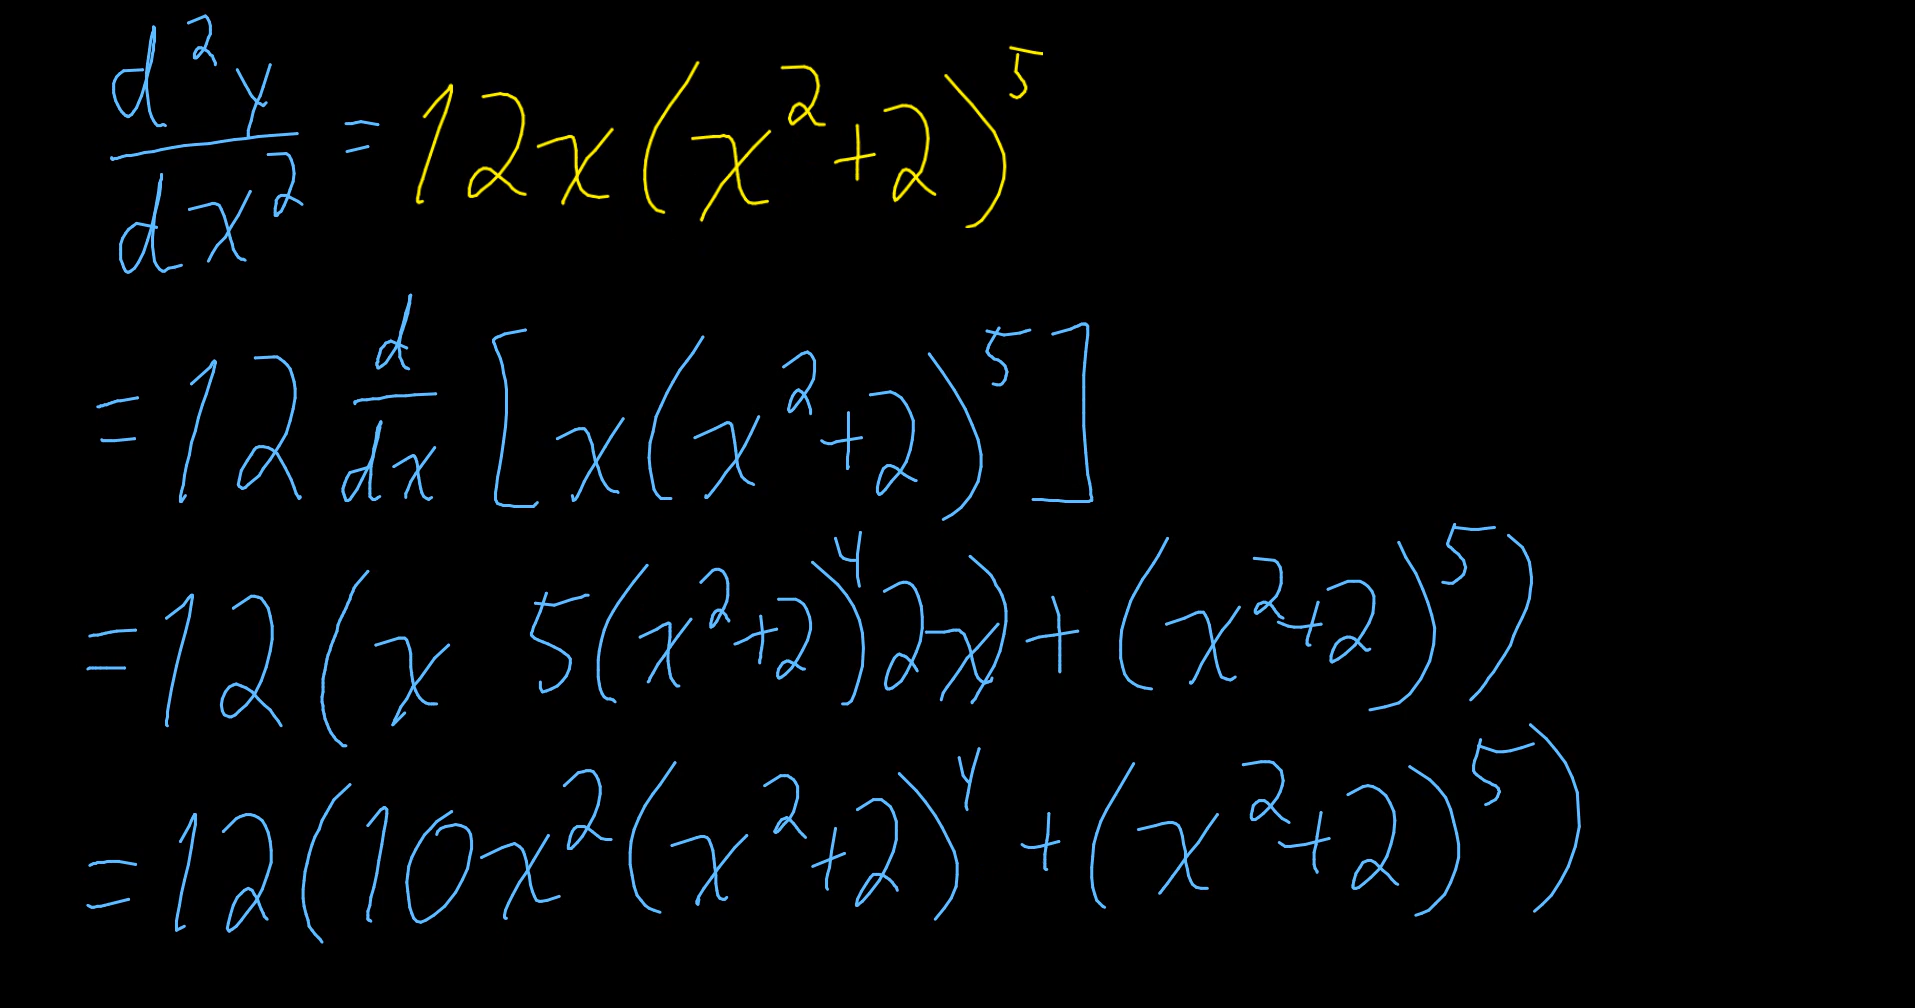 d²y/dx² = 12x(x²+2)⁵
= 12 d/dx [x(x²+2)⁵]
= 12(x 5(x²+2)⁴2x) + (x²+2)⁵)
= 12(10x²(x²+2)⁴ + (x²+2)⁵)